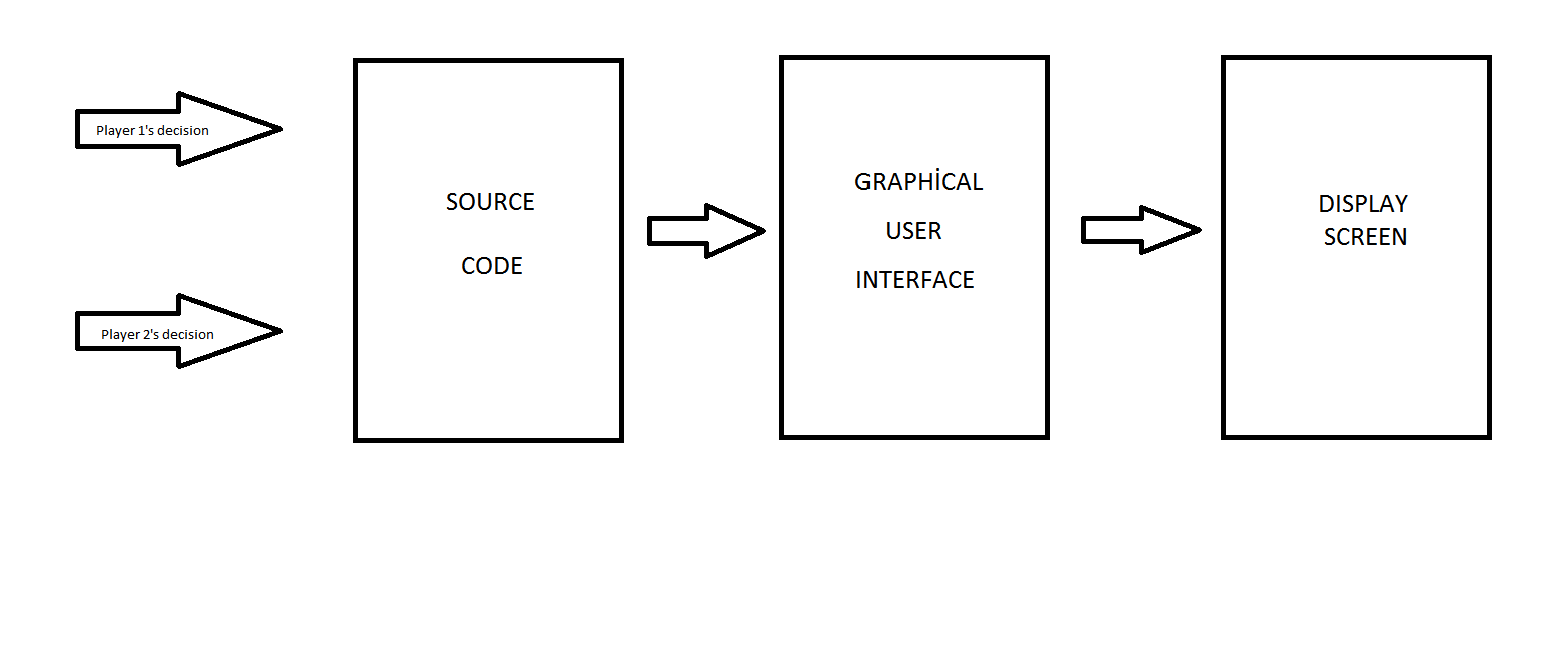 Player 1's decision
Player 2's decision
SOURCE
CODE
GRAPHİCAL
USER
INTERFACE
DISPLAY
SCREEN